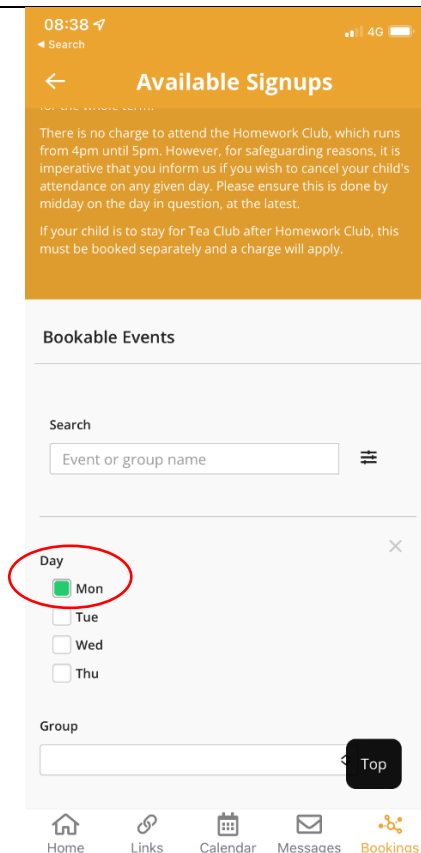 08:38
Search
4G
Available Signups
for the whole term.
There is no charge to attend the Homework Club, which runs
from 4pm until 5pm. However, for safeguarding reasons, it is
imperative that you inform us if you wish to cancel your child's
attendance on any given day. Please ensure this is done by
midday on the day in question, at the latest.
If your child is to stay for Tea Club after Homework Club, this
must be booked separately and a charge will apply.
Bookable Events
Search
Event or group name
Day
Mon
Tue
Wed
Thu
Group
Top
Home Links Calendar Messages Bookings